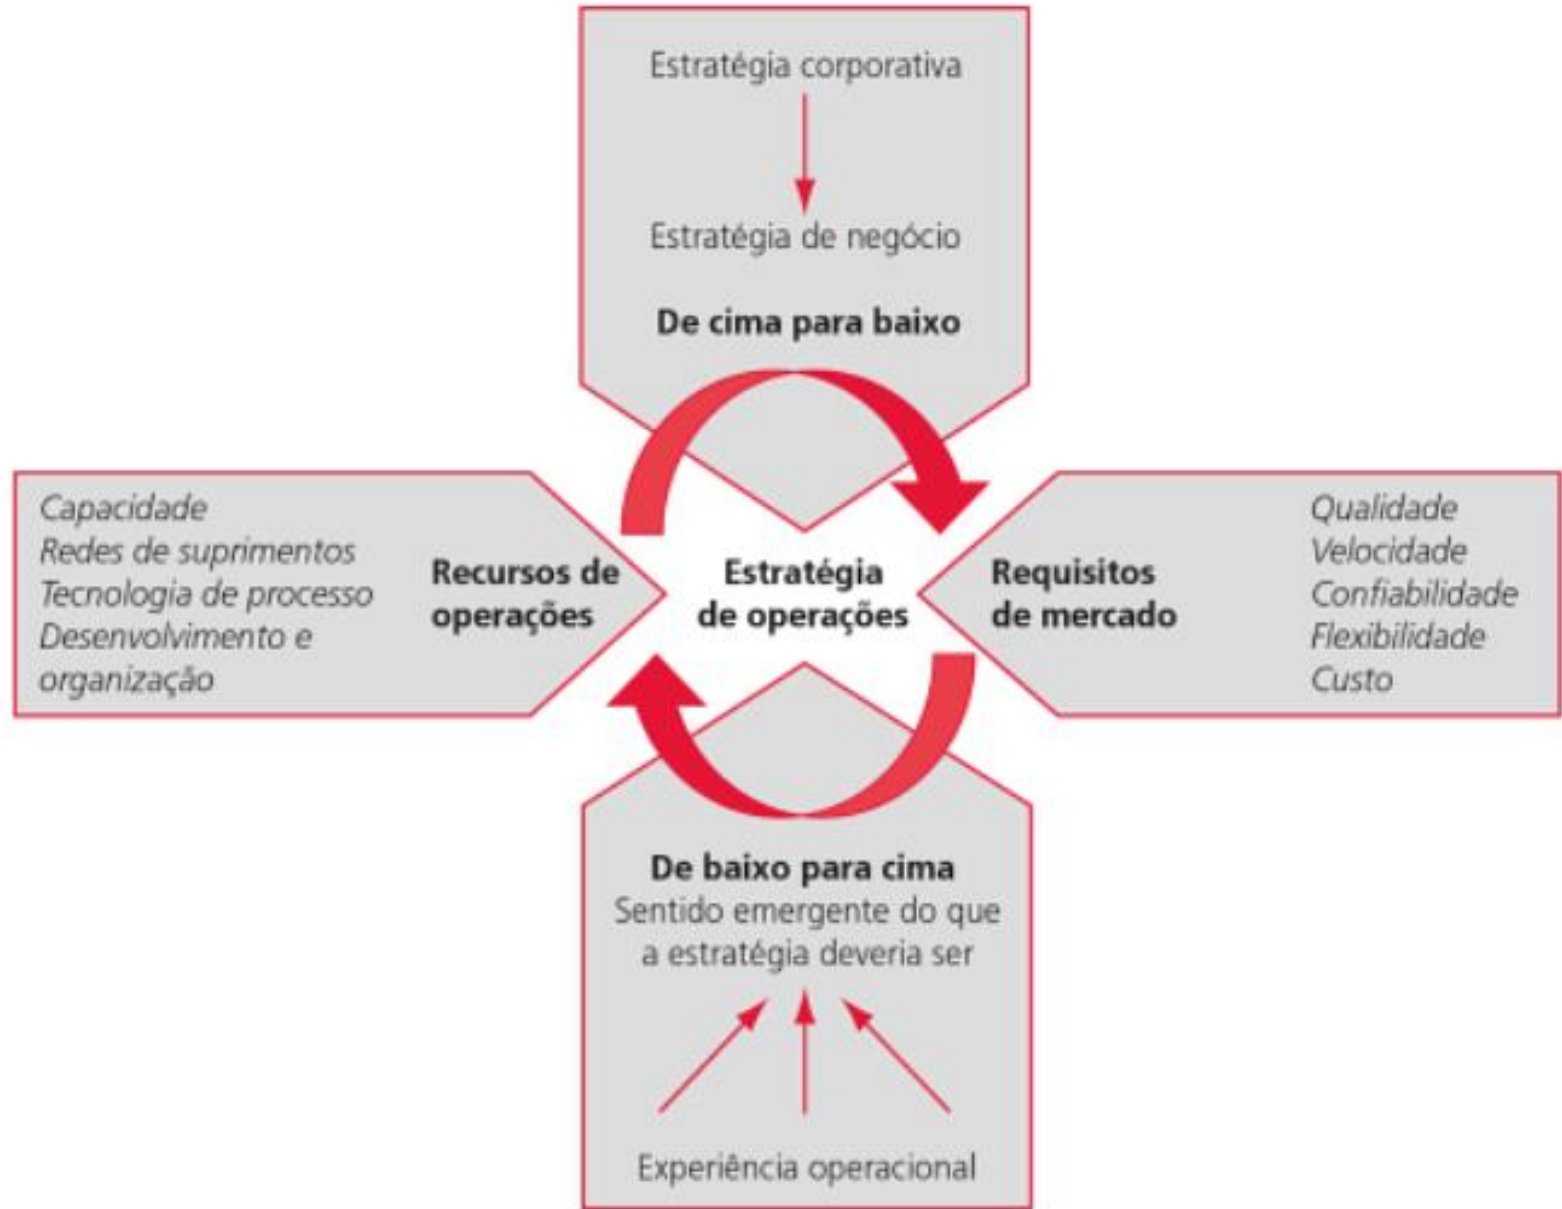 Estratégia corporativa
Estratégia de negócio
De cima para baixo
Capacidade
Redes de suprimentos
Tecnologia de processo
Desenvolvimento e
organização
Recursos de
operações
Estratégia
de operações
Requisitos
de mercado
Qualidade
Velocidade
Confiabilidade
Flexibilidade
Custo
De baixo para cima
Sentido emergente do que
a estratégia deveria ser
Experiência operacional